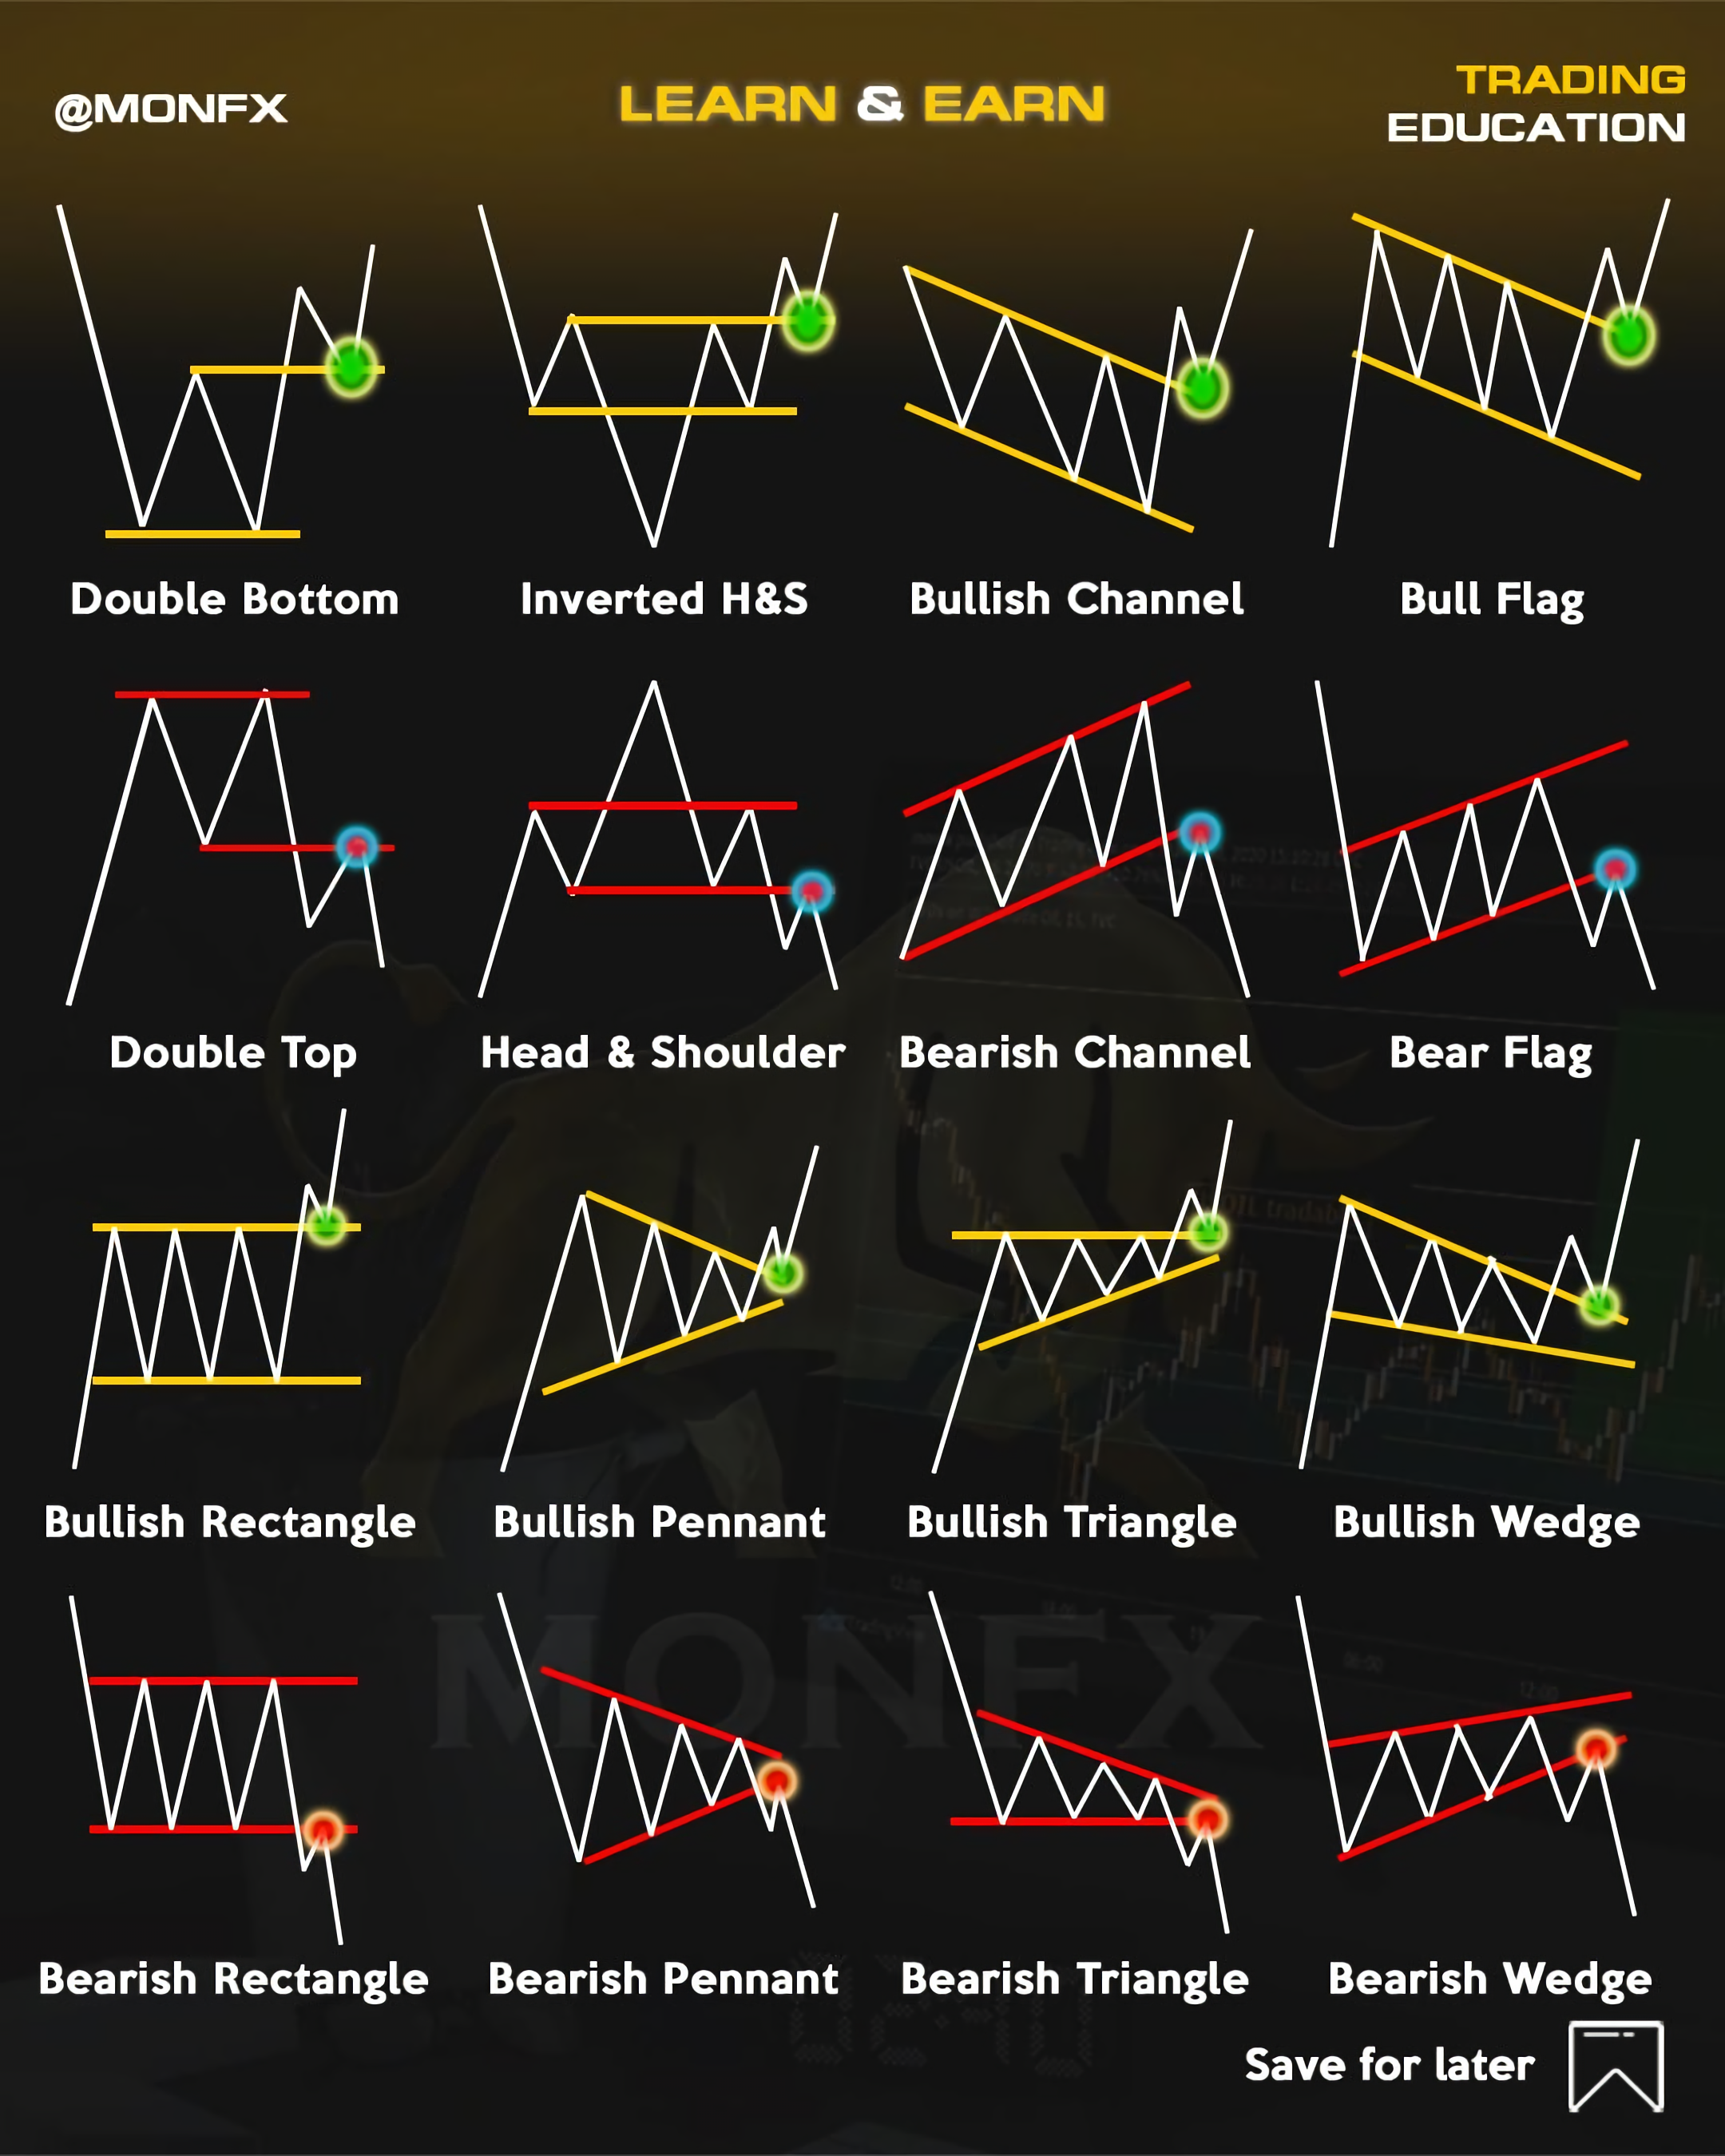 @MONFX
LEARN & EARN
TRADING
EDUCATION
Double Bottom
Inverted H&S
Bullish Channel
Bull Flag
Double Top
Head & Shoulder
Bearish Channel
Bear Flag
Bullish Rectangle
Bullish Pennant
Bullish Triangle
Bullish Wedge
MONFX
Bearish Rectangle
Bearish Pennant
Bearish Triangle
Bearish Wedge
Save for later